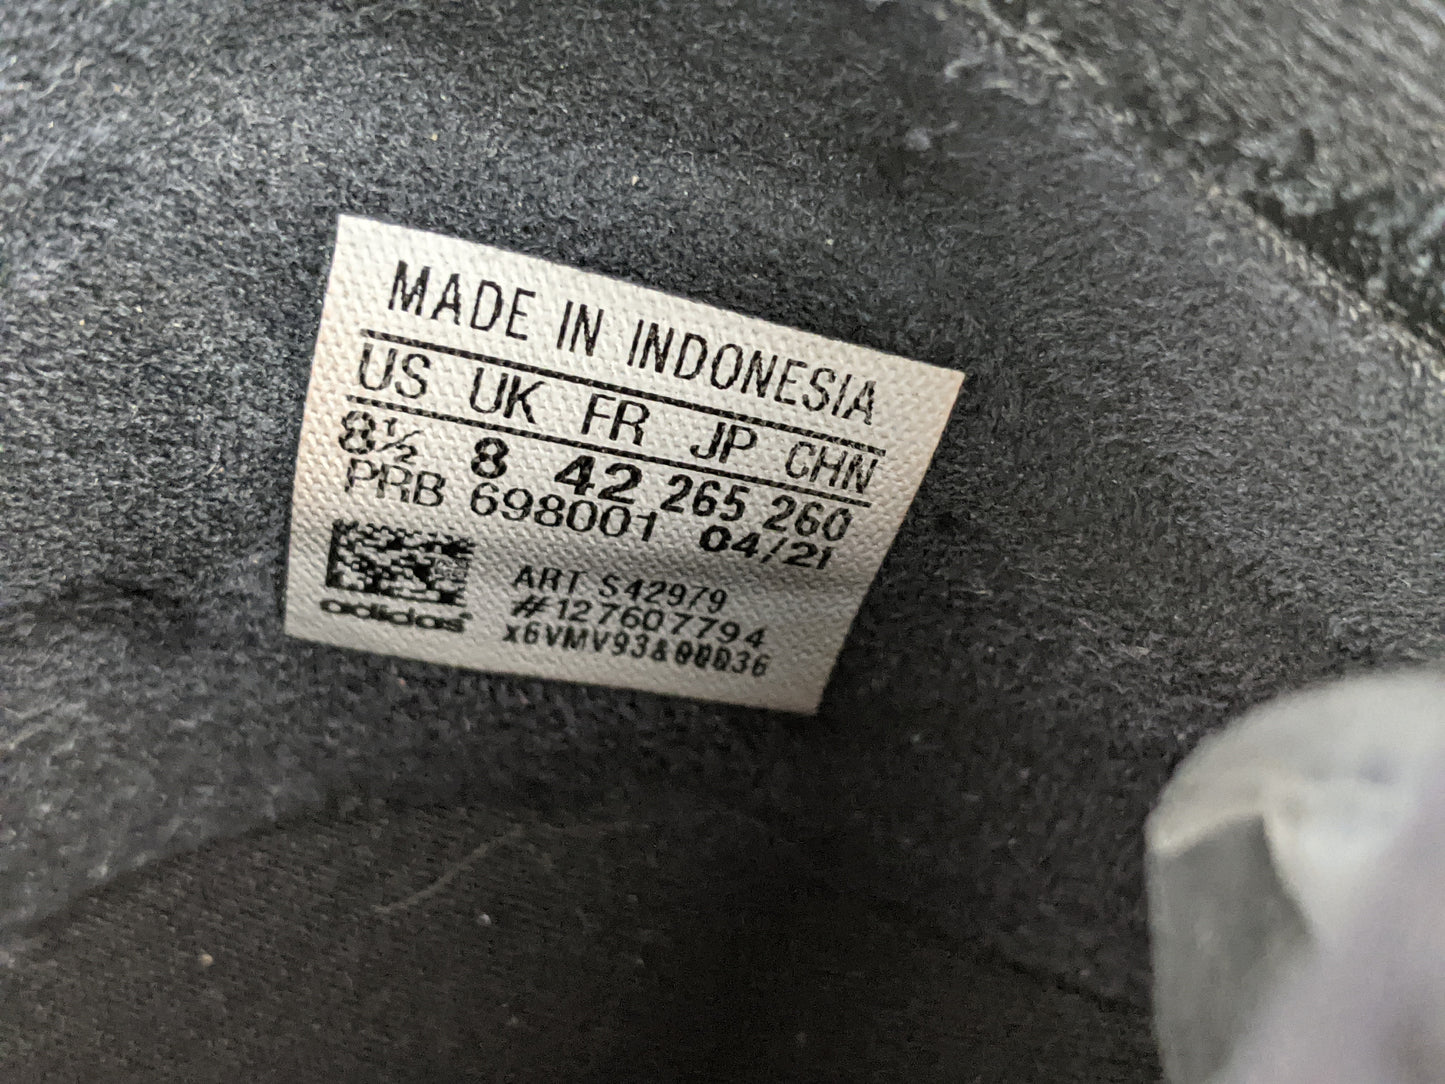 MADE IN INDONESIA
US UK FR JP CHN
8½ 8 42 265 260
PRB 698001 04/21
ART S42979
#127607794
adidas x6VMV93&00036